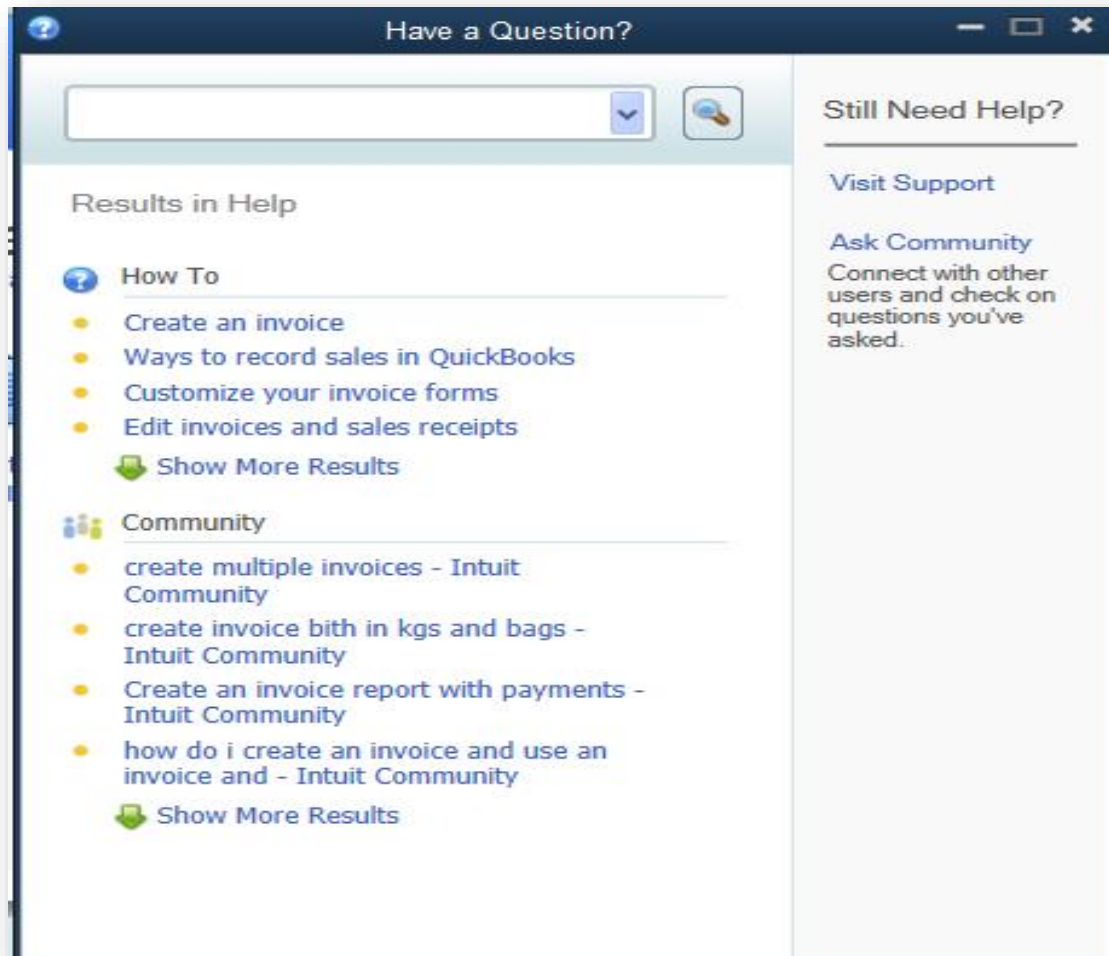 Have a Question?
Results in Help
How To
Create an invoice
Ways to record sales in QuickBooks
Customize your invoice forms
Edit invoices and sales receipts
Show More Results
Community
create multiple invoices - Intuit
Community
create invoice bith in kgs and bags -
Intuit Community
Create an invoice report with payments -
Intuit Community
how do i create an invoice and use an
invoice and - Intuit Community
Show More Results
Still Need Help?
Visit Support
Ask Community
Connect with other
users and check on
questions you've
asked.